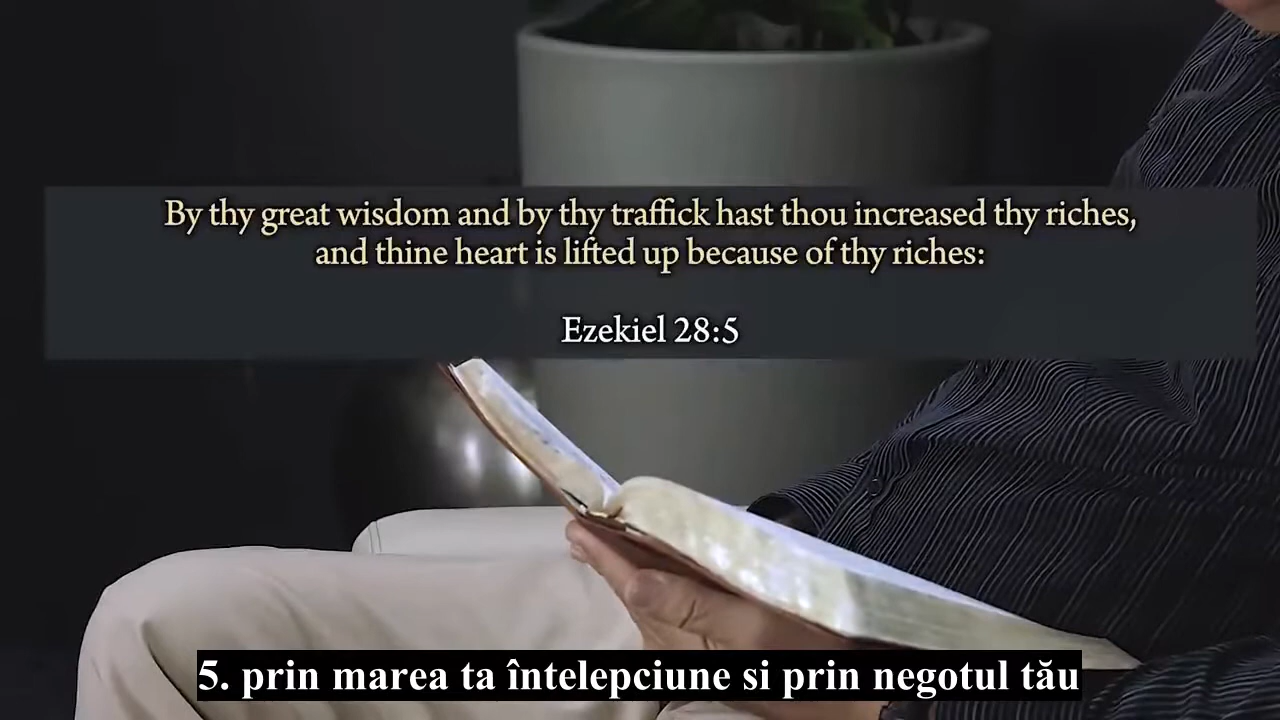 By thy great wisdom and by thy traffick hast thou increased thy riches,
and thine heart is lifted up because of thy riches:
Ezekiel 28:5
5. prin marea ta întelepciune si prin negotul tău